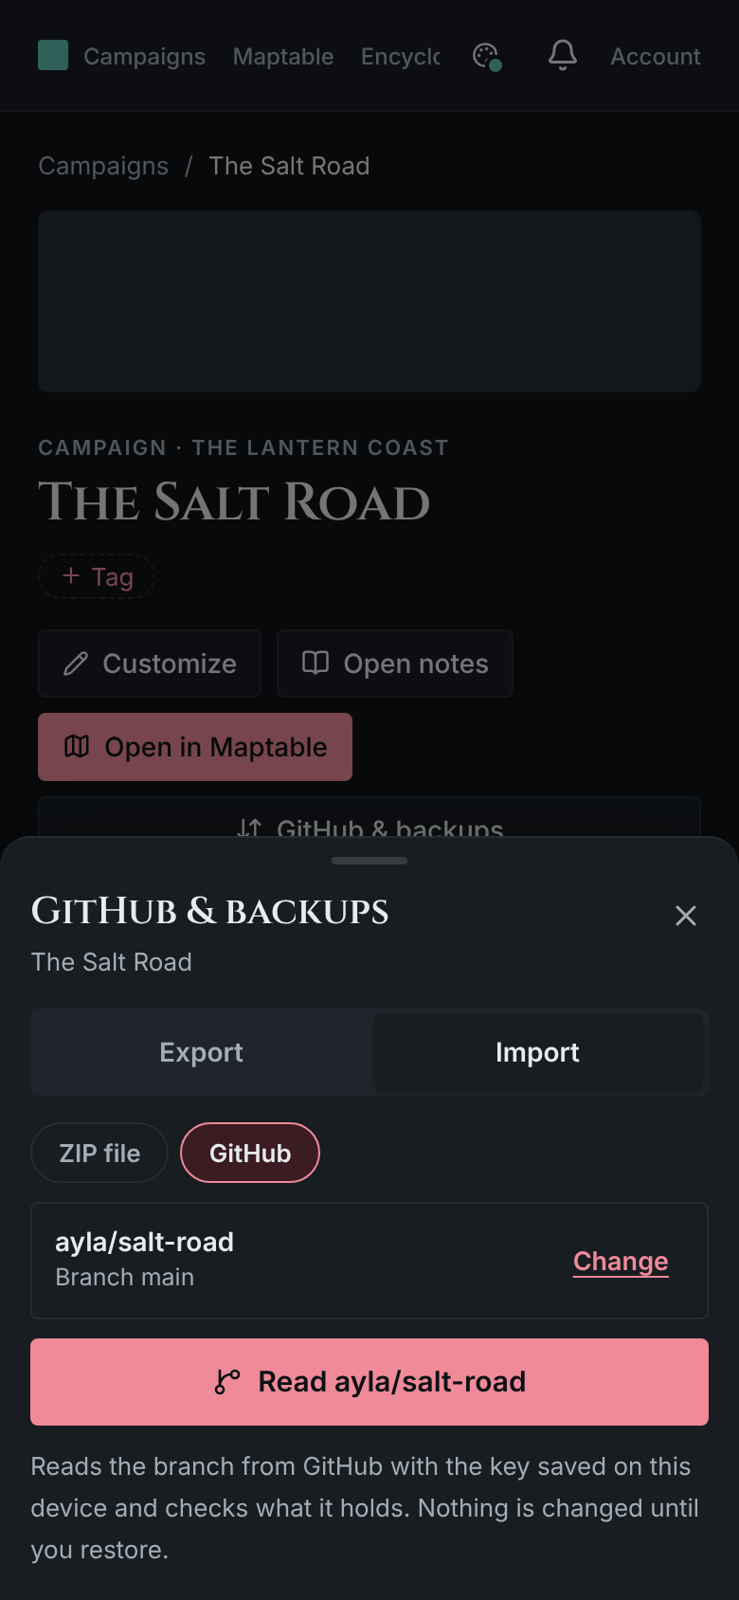 Campaigns Maptable Encyclc Account
Campaigns / The Salt Road
CAMPAIGN · THE LANTERN COAST
THE SALT ROAD
+ Tag
Customize Open notes
Open in Maptable
GitHub & backups
GITHUB & BACKUPS
The Salt Road
Export Import
ZIP file GitHub
ayla/salt-road
Branch main
Change
Read ayla/salt-road
Reads the branch from GitHub with the key saved on this
device and checks what it holds. Nothing is changed until
you restore.